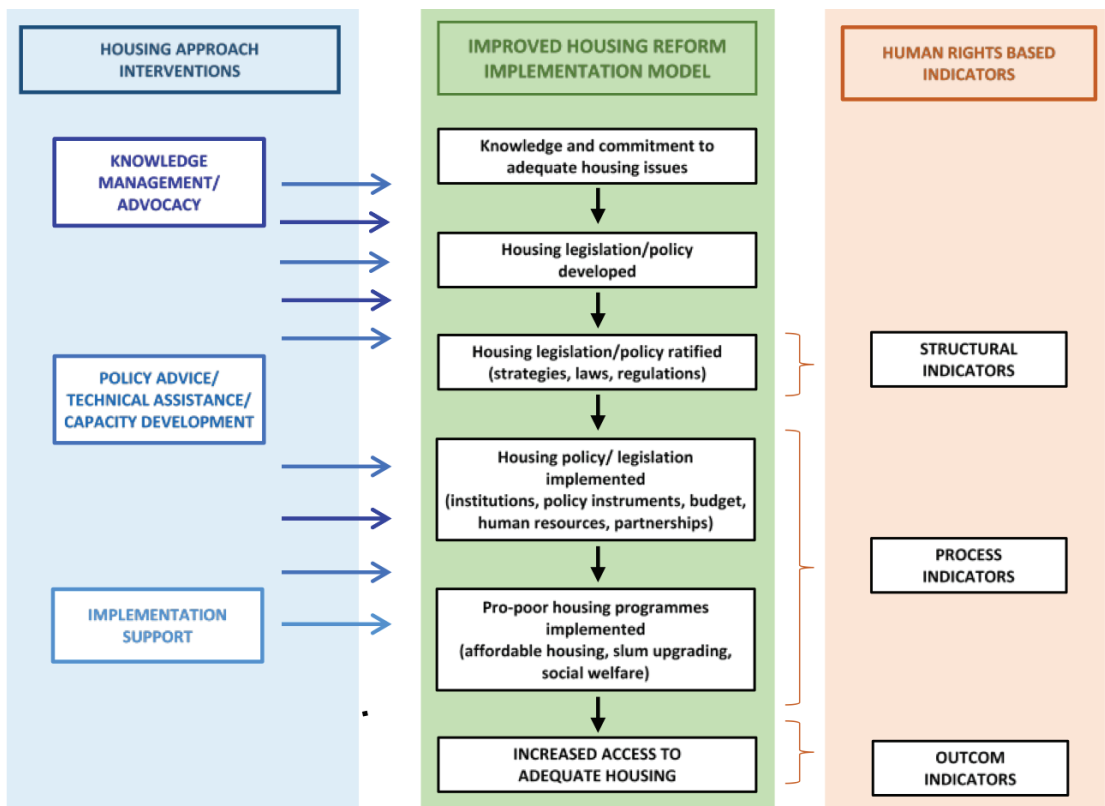 HOUSING APPROACH
INTERVENTIONS
KNOWLEDGE
MANAGEMENT/
ADVOCACY
POLICY ADVICE/
TECHNICAL ASSISTANCE/
CAPACITY DEVELOPMENT
IMPLEMENTATION
SUPPORT
IMPROVED HOUSING REFORM
IMPLEMENTATION MODEL
Knowledge and commitment to
adequate housing issues
Housing legislation/policy
developed
Housing legislation/policy ratified
(strategies, laws, regulations)
Housing policy/ legislation
implemented
(institutions, policy instruments, budget,
human resources, partnerships)
Pro-poor housing programmes
implemented
(affordable housing, slum upgrading,
social welfare)
INCREASED ACCESS TO
ADEQUATE HOUSING
HUMAN RIGHTS BASED
INDICATORS
STRUCTURAL
INDICATORS
PROCESS
INDICATORS
OUTCOM
INDICATORS